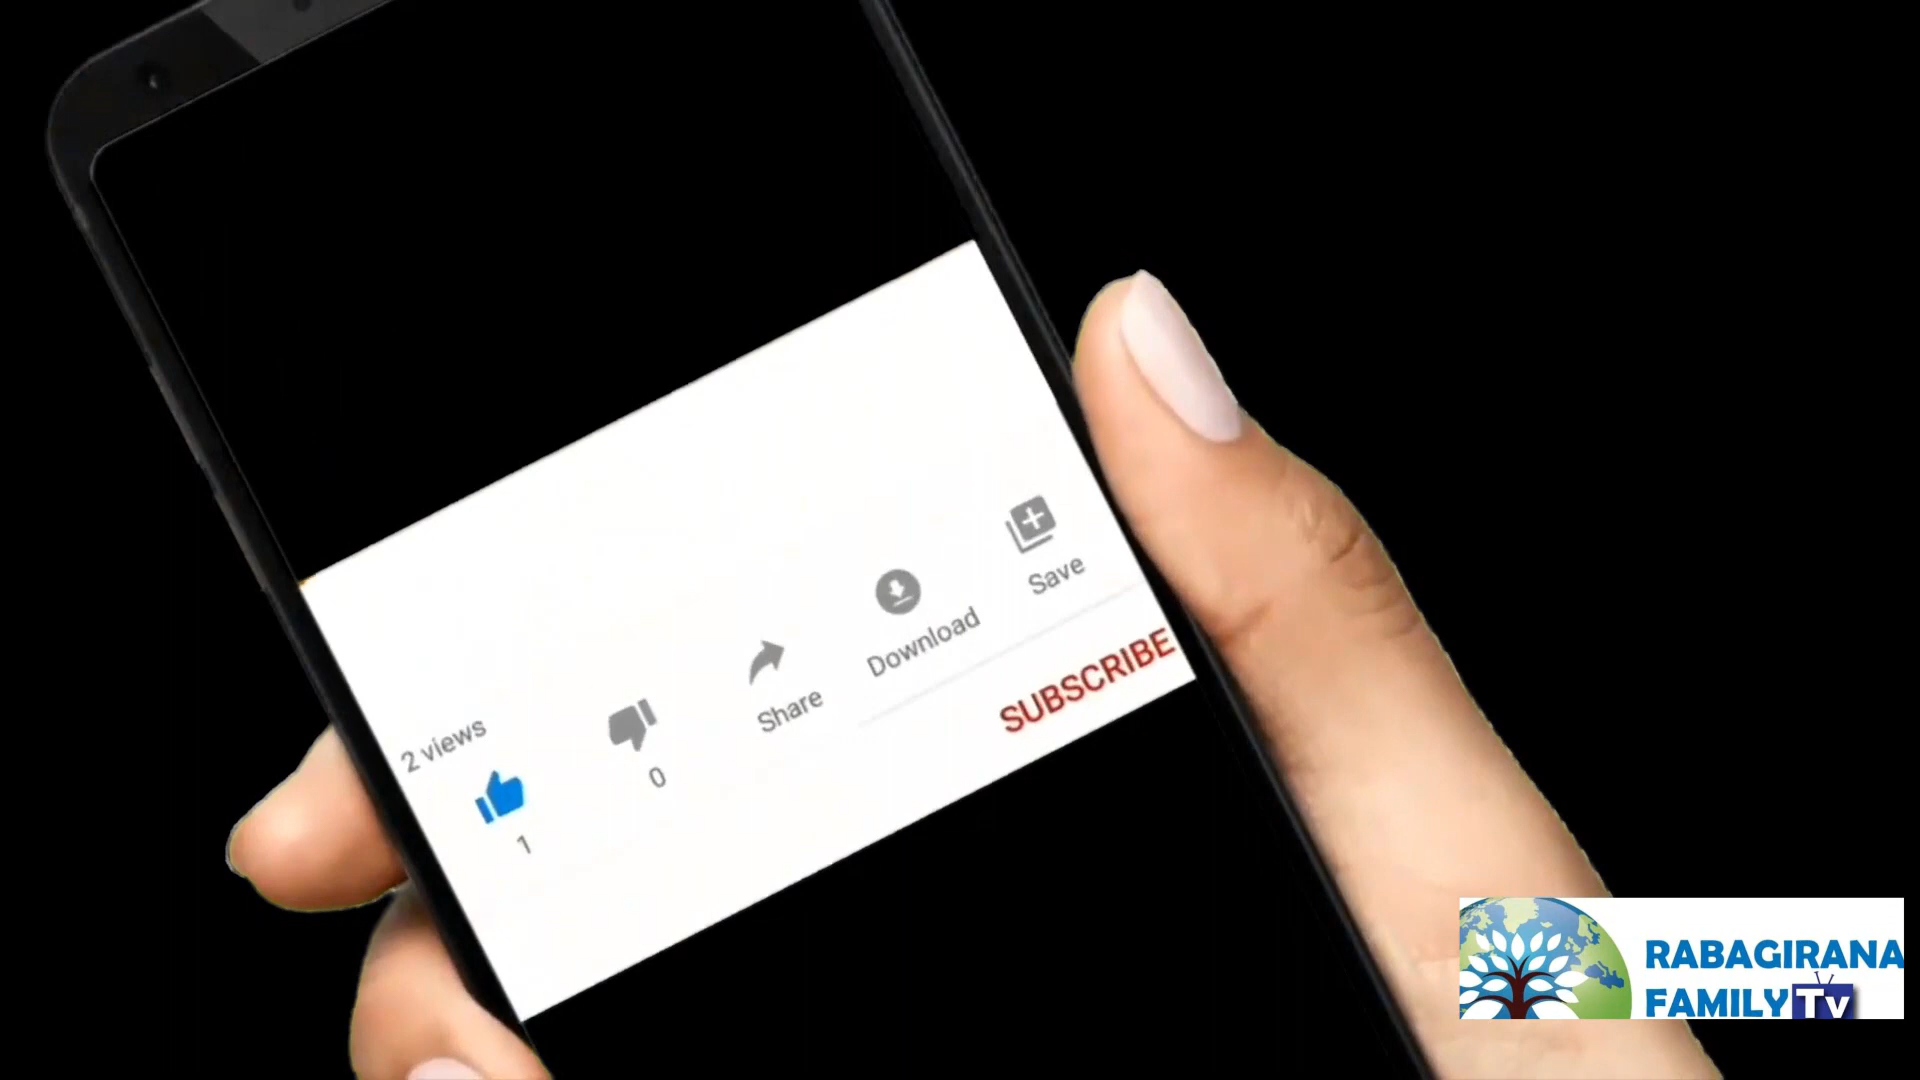 2 views
1
0
Share
Download
Save
SUBSCRIBE
RABAGIRANA
FAMILY Tv